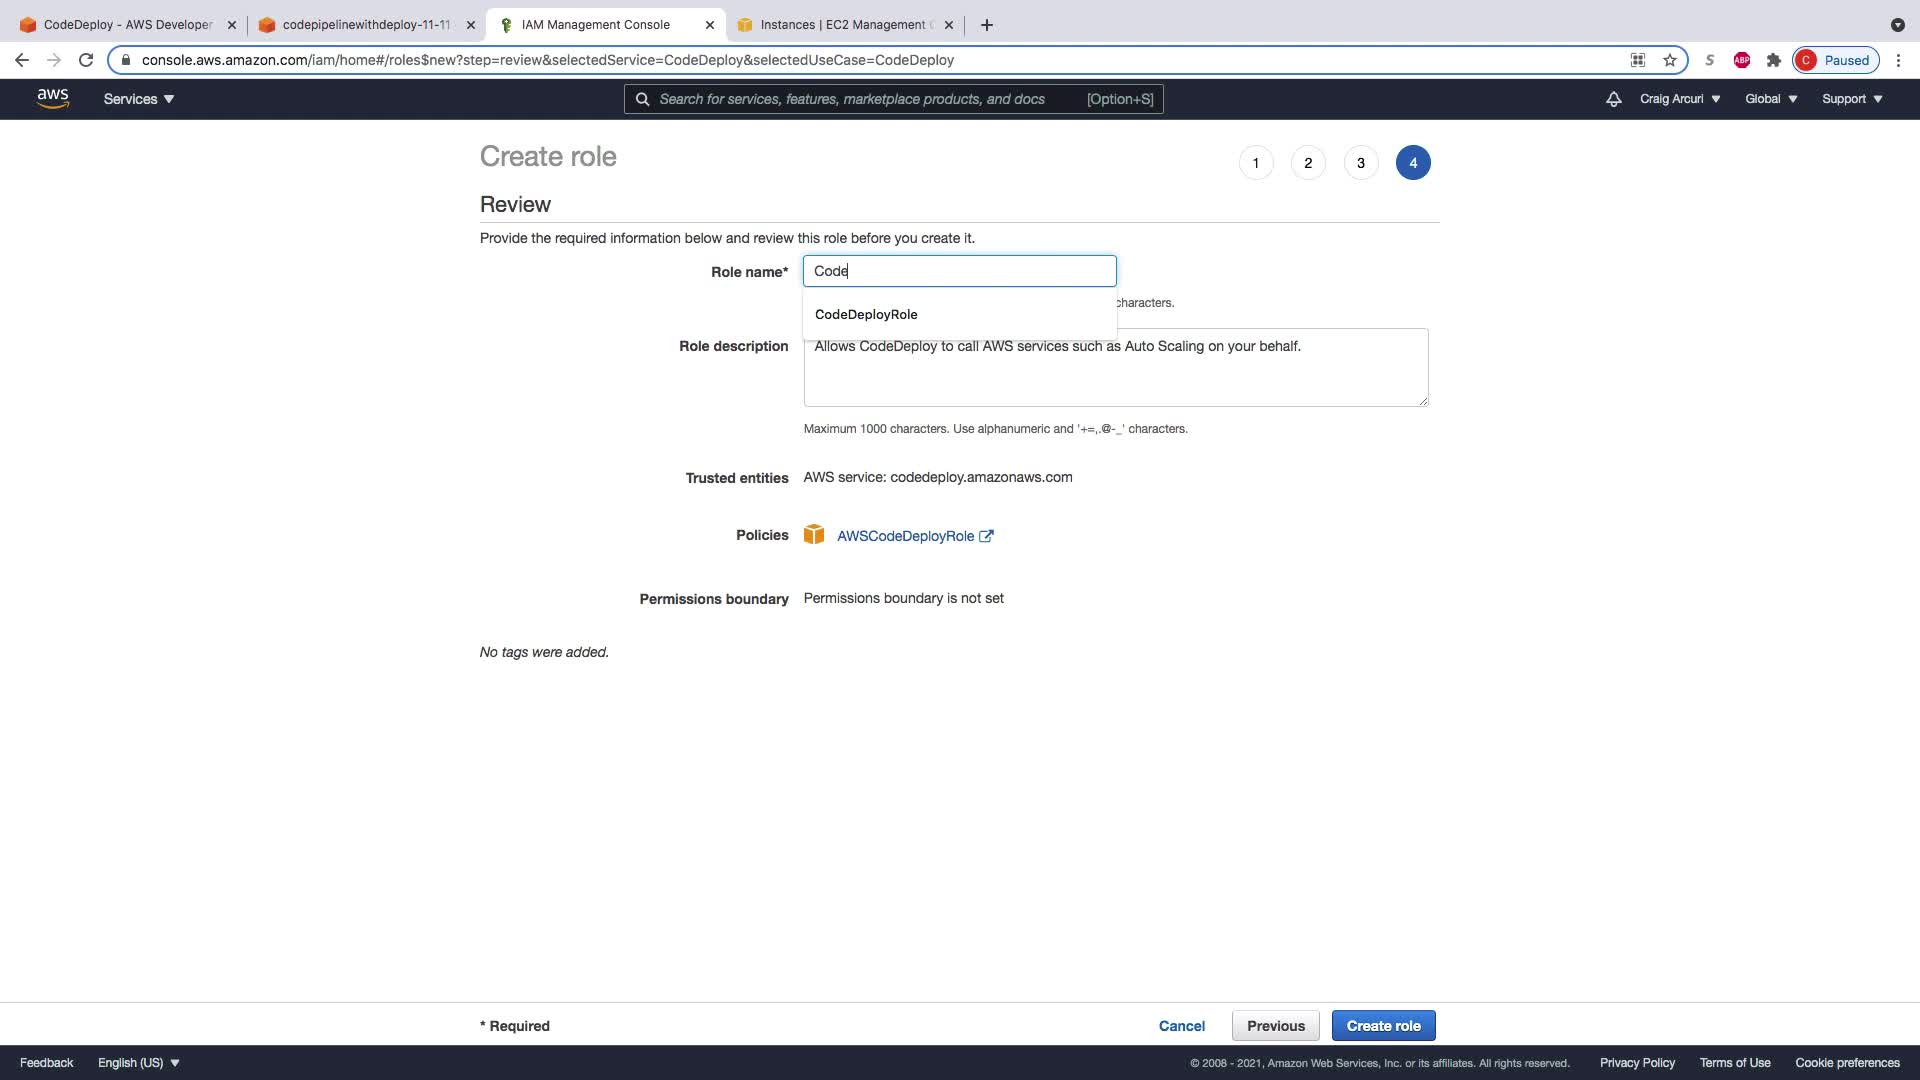 CodeDeploy - AWS Developer
codepipelinewithdeploy-11-11
IAM Management Console
Instances | EC2 Management C
console.aws.amazon.com/iam/home#/roles$new?step=review&selectedService=CodeDeploy&selectedUseCase=CodeDeploy
S
ABP
C
Paused
aws
Services
Search for services, features, marketplace products, and docs
[Option+S]
Craig Arcuri
Global
Support
Create role
1
2
3
4
Review
Provide the required information below and review this role before you create it.
Role name*
Code
characters.
CodeDeployRole
Role description
Allows CodeDeploy to call AWS services such as Auto Scaling on your behalf.
Maximum 1000 characters. Use alphanumeric and '+=,.@-_' characters.
Trusted entities
AWS service: codedeploy.amazonaws.com
Policies
AWSCodeDeployRole
Permissions boundary
Permissions boundary is not set
No tags were added.
* Required
Cancel
Previous
Create role
Feedback
English (US)
© 2008 - 2021, Amazon Web Services, Inc. or its affiliates. All rights reserved.
Privacy Policy
Terms of Use
Cookie preferences